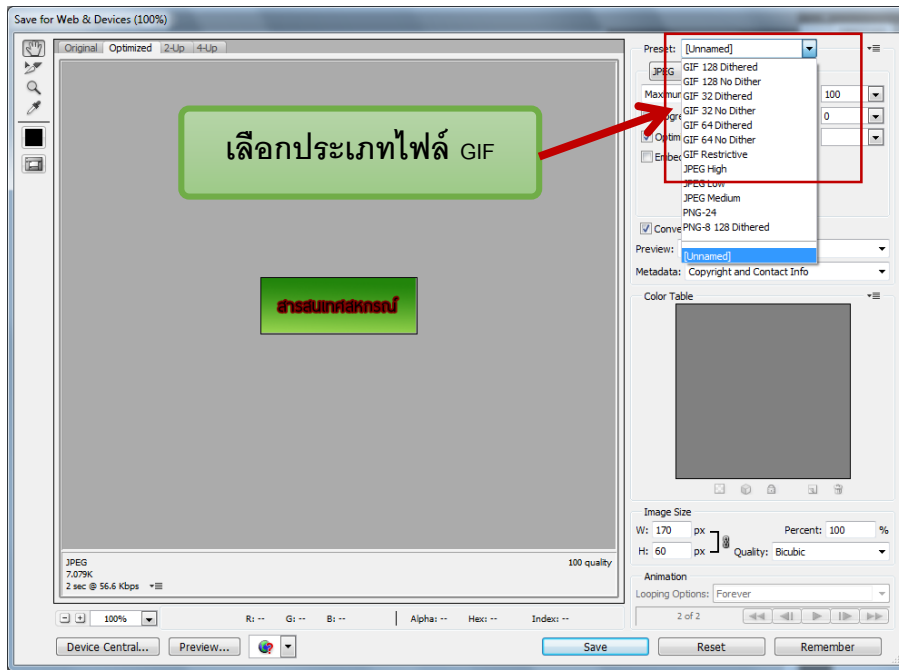 Save for Web & Devices (100%)
Original Optimized 2-Up 4-Up
Preset: [Unnamed]
GIF 128 Dithered
JPEG
GIF 128 No Dither
GIF 32 Dithered
100
GIF 32 No Dither
0
GIF 64 Dithered
GIF 64 No Dither
GIF Restrictive
JPEG High
JPEG Low
JPEG Medium
PNG-24
PNG-8 128 Dithered
[Unnamed]
เลือกประเภทไฟล์ GIF
Preview:
Metadata: Copyright and Contact Info
สารสนเทศสหกรณ์
Color Table
Image Size
W: 170 px Percent: 100 %
H: 60 px Quality: Bicubic
Animation
Looping Options: Forever
2 of 2
JPEG 100 quality
7.079K
2 sec @ 56.6 Kbps
100% R: -- G: -- B: -- Alpha: -- Hex: -- Index: --
Device Central... Preview... Save Reset Remember